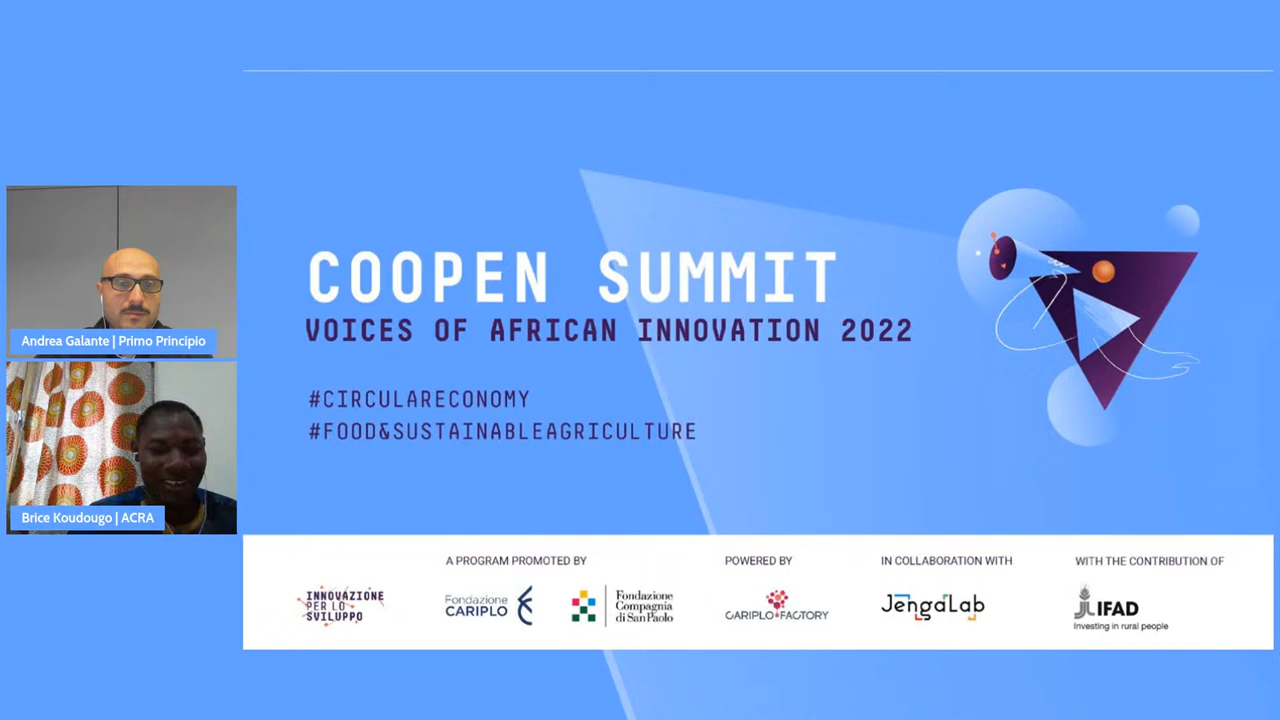 COOPEN SUMMIT
VOICES OF AFRICAN INNOVATION 2022
#CIRCULARECONOMY
#FOOD&SUSTAINABLEAGRICULTURE
Andrea Galante | Primo Principio
Brice Koudougo | ACRA
INNOVAZIONE
PER LO
SVILUPPO
A PROGRAM PROMOTED BY
Fondazione
CARIPLO
Fondazione
Compagnia
di San Paolo
POWERED BY
CARIPLO FACTORY
IN COLLABORATION WITH
JengaLab
WITH THE CONTRIBUTION OF
JL IFAD
Investing in rural people